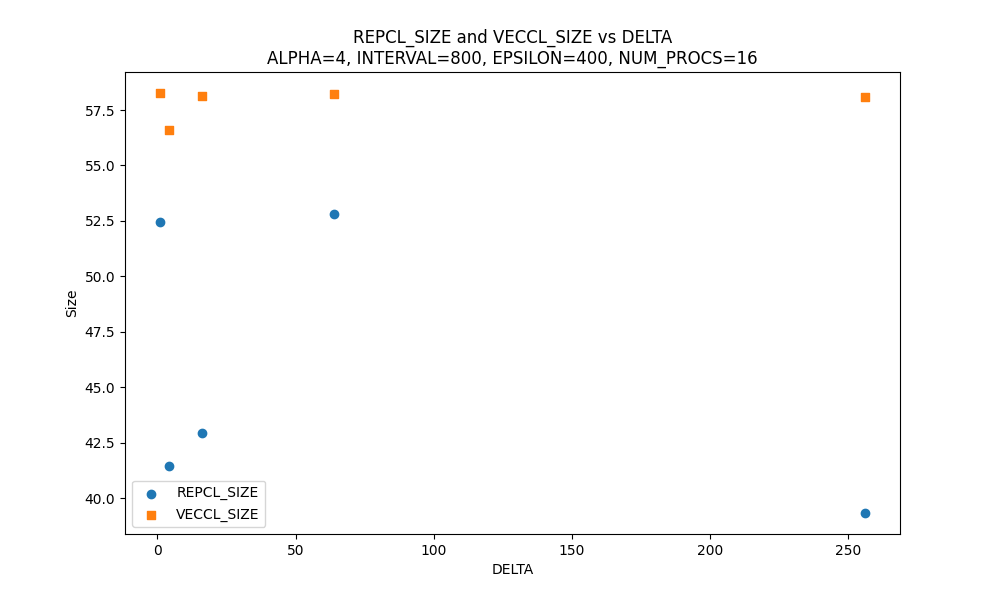 REPCL_SIZE and VECCL_SIZE vs DELTA
ALPHA=4, INTERVAL=800, EPSILON=400, NUM_PROCS=16
57.5
55.0
52.5
50.0
47.5
45.0
42.5
40.0
Size
REPCL_SIZE
VECCL_SIZE
0
50
100
150
200
250
DELTA